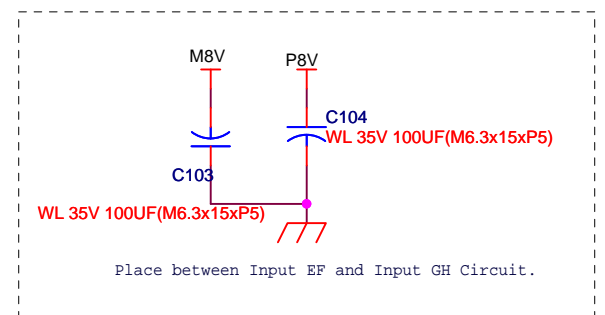 M8V
P8V
C104
WL 35V 100UF(M6.3x15xP5)
C103
WL 35V 100UF(M6.3x15xP5)
Place between Input EF and Input GH Circuit.